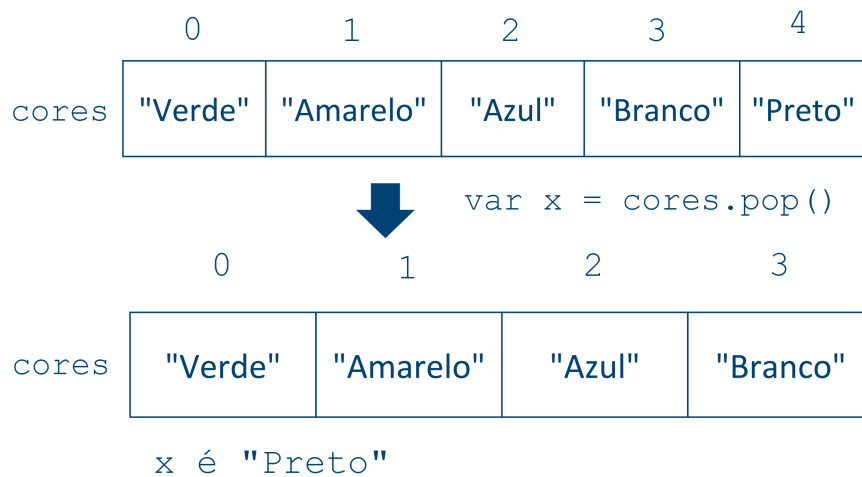 0 1 2 3 4
cores "Verde" "Amarelo" "Azul" "Branco" "Preto"
var x = cores.pop()
0 1 2 3
cores "Verde" "Amarelo" "Azul" "Branco"
x é "Preto"